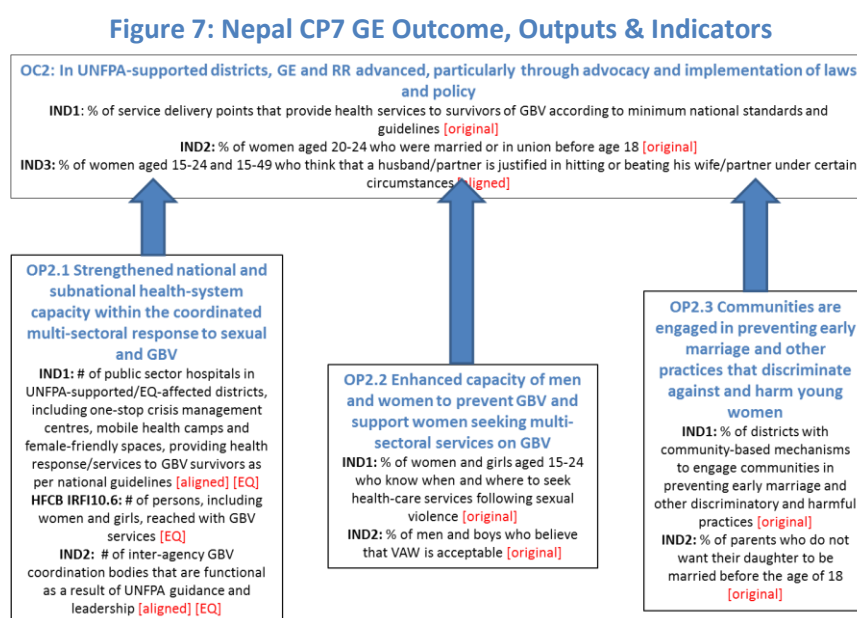 Figure 7: Nepal CP7 GE Outcome, Outputs & Indicators
OC2: In UNFPA-supported districts, GE and RR advanced, particularly through advocacy and implementation of laws
and policy
IND1: % of service delivery points that provide health services to survivors of GBV according to minimum national standards and
guidelines [original]
IND2: % of women aged 20-24 who were married or in union before age 18 [original]
IND3: % of women aged 15-24 and 15-49 who think that a husband/partner is justified in hitting or beating his wife/partner under certain
circumstances [aligned]
OP2.1 Strengthened national and
subnational health-system
capacity within the coordinated
multi-sectoral response to sexual
and GBV
IND1: # of public sector hospitals in
UNFPA-supported/EQ-affected districts,
including one-stop crisis management
centres, mobile health camps and
female-friendly spaces, providing health
response/services to GBV survivors as
per national guidelines [aligned] [EQ]
HFCB IRFI10.6: # of persons, including
women and girls, reached with GBV
services [EQ]
IND2: # of inter-agency GBV
coordination bodies that are functional
as a result of UNFPA guidance and
leadership [aligned] [EQ]
OP2.2 Enhanced capacity of men
and women to prevent GBV and
support women seeking multi-
sectoral services on GBV
IND1: % of women and girls aged 15-24
who know when and where to seek
health-care services following sexual
violence [original]
IND2: % of men and boys who believe
that VAW is acceptable [original]
OP2.3 Communities are
engaged in preventing early
marriage and other
practices that discriminate
against and harm young
women
IND1: % of districts with
community-based mechanisms
to engage communities in
preventing early marriage and
other discriminatory and harmful
practices [original]
IND2: % of parents who do not
want their daughter to be
married before the age of 18
[original]